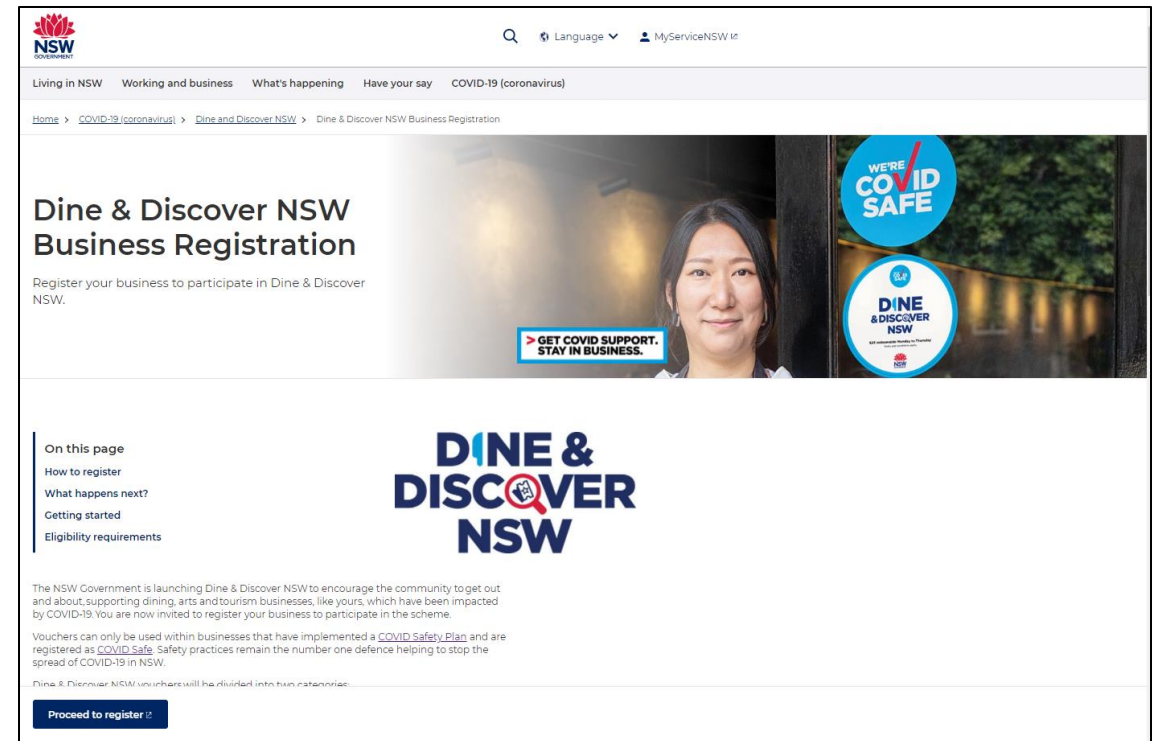 NSW
GOVERNMENT
Language
MyServiceNSW
Living in NSW Working and business What's happening Have your say COVID-19 (coronavirus)
Home > COVID-19 (coronavirus) > Dine and Discover NSW > Dine & Discover NSW Business Registration
Dine & Discover NSW
Business Registration
Register your business to participate in Dine & Discover
NSW.
> GET COVID SUPPORT.
STAY IN BUSINESS.
WE'RE
COVID
SAFE
DINE
& DISCOVER
NSW
NSW
On this page
How to register
What happens next?
Getting started
Eligibility requirements
DINE &
DISCOVER
NSW
The NSW Government is launching Dine & Discover NSW to encourage the community to get out
and about, supporting dining, arts and tourism businesses, like yours, which have been impacted
by COVID-19. You are now invited to register your business to participate in the scheme.
Vouchers can only be used within businesses that have implemented a COVID Safety Plan and are
registered as COVID Safe. Safety practices remain the number one defence helping to stop the
spread of COVID-19 in NSW.
Dine & Discover NSW vouchers will be divided into two categories:
Proceed to register